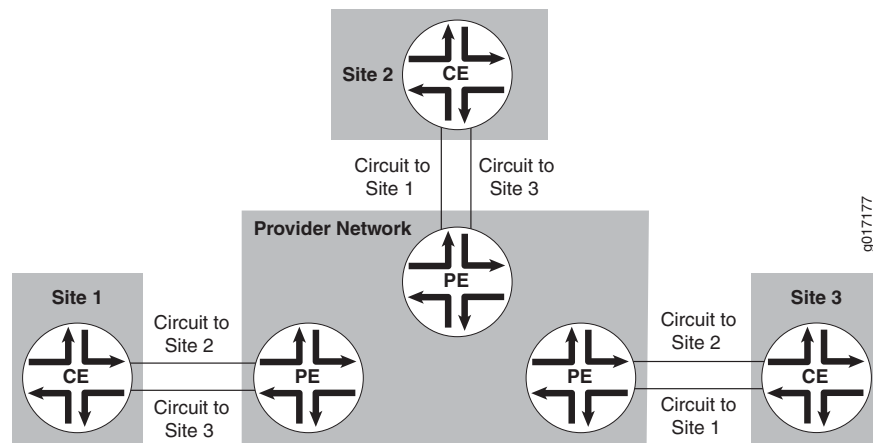 Site 2
CE
Circuit to
Site 1
Circuit to
Site 3
Provider Network
PE
g017177
Site 1
CE
Circuit to
Site 2
Circuit to
Site 3
PE
PE
Circuit to
Site 2
Circuit to
Site 1
Site 3
CE